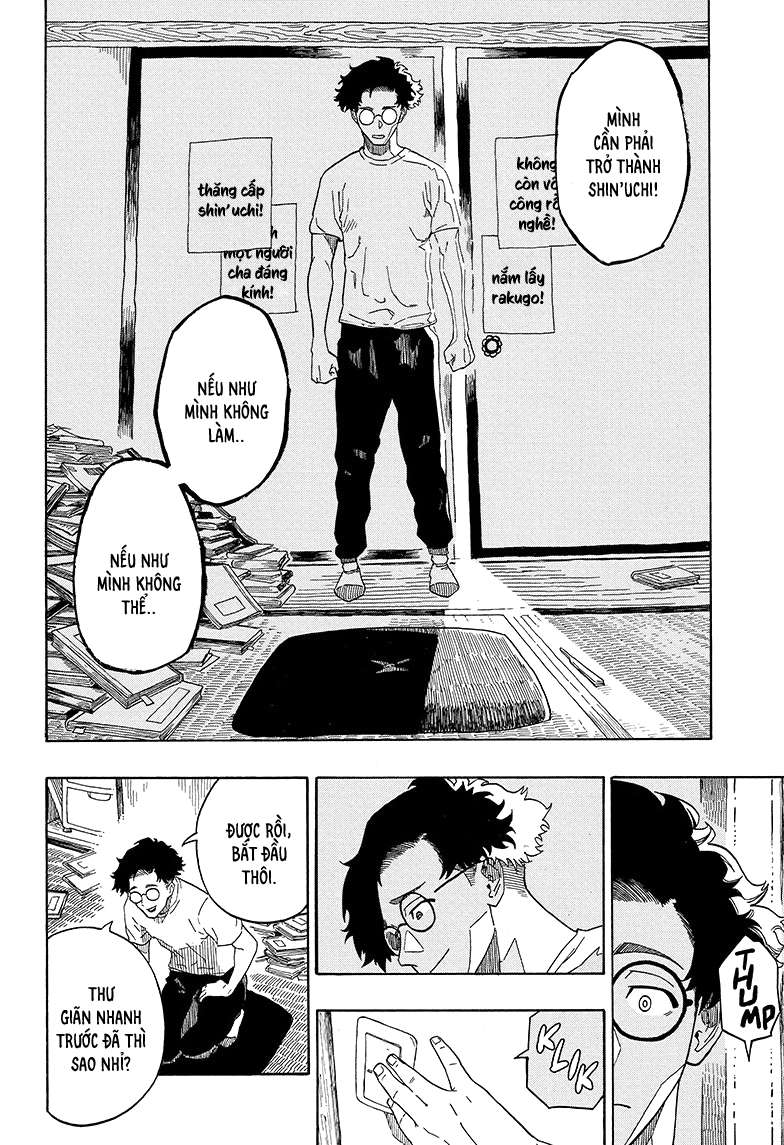 MÌNH
CẦN PHẢI
TRỞ THÀNH
SHIN'UCHI!
không
còn
công
nghề!
nắm lấy
rakugo!
thăng cấp
shin'uchi!
một người
cha đáng
kính!
NẾU NHƯ
MÌNH KHÔNG
LÀM..
NẾU NHƯ
MÌNH KHÔNG
THỂ..
THUMP
KLIK
ĐƯỢC RỒI,
BẮT ĐẦU
THÔI.
THƯ
GIÃN NHANH
TRƯỚC ĐÃ THÌ
SAO NHỈ?